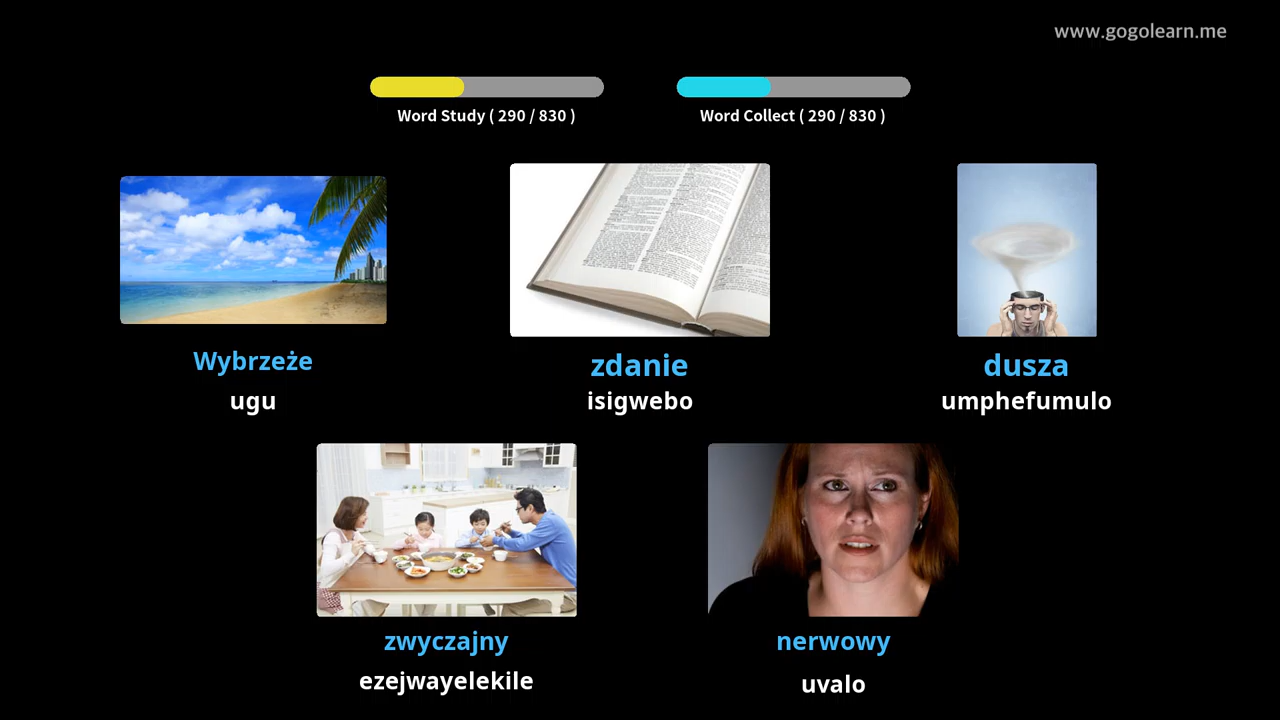 www.gogolearn.me
Word Study ( 290 / 830 )
Word Collect ( 290 / 830 )
Wybrzeże
ugu
zdanie
isigwebo
dusza
umphefumulo
zwyczajny
ezejwayelekile
nerwowy
uvalo